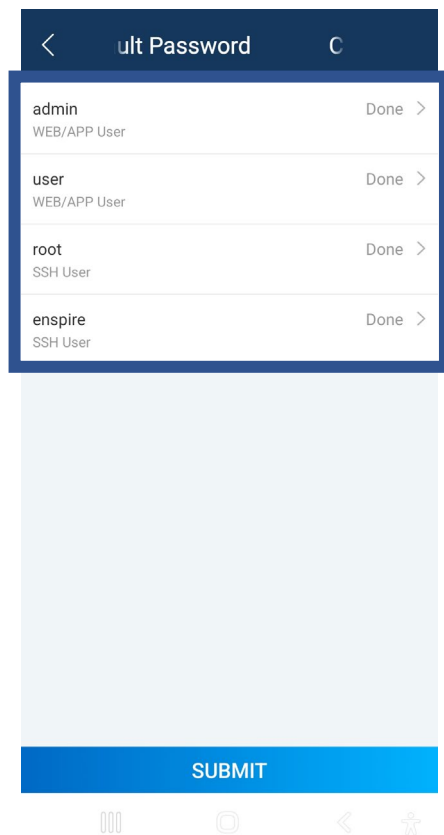 ult Password C
admin Done
WEB/APP User
user Done
WEB/APP User
root Done
SSH User
enspire Done
SSH User
SUBMIT